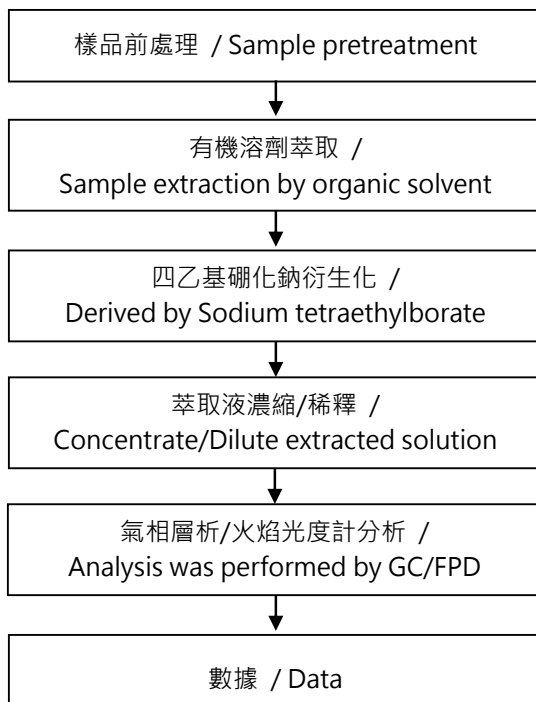 樣品前處理 / Sample pretreatment
有機溶劑萃取 /
Sample extraction by organic solvent
四乙基硼化鈉衍生化 /
Derived by Sodium tetraethylborate
萃取液濃縮/稀釋 /
Concentrate/Dilute extracted solution
氣相層析/火焰光度計分析 /
Analysis was performed by GC/FPD
數據 / Data